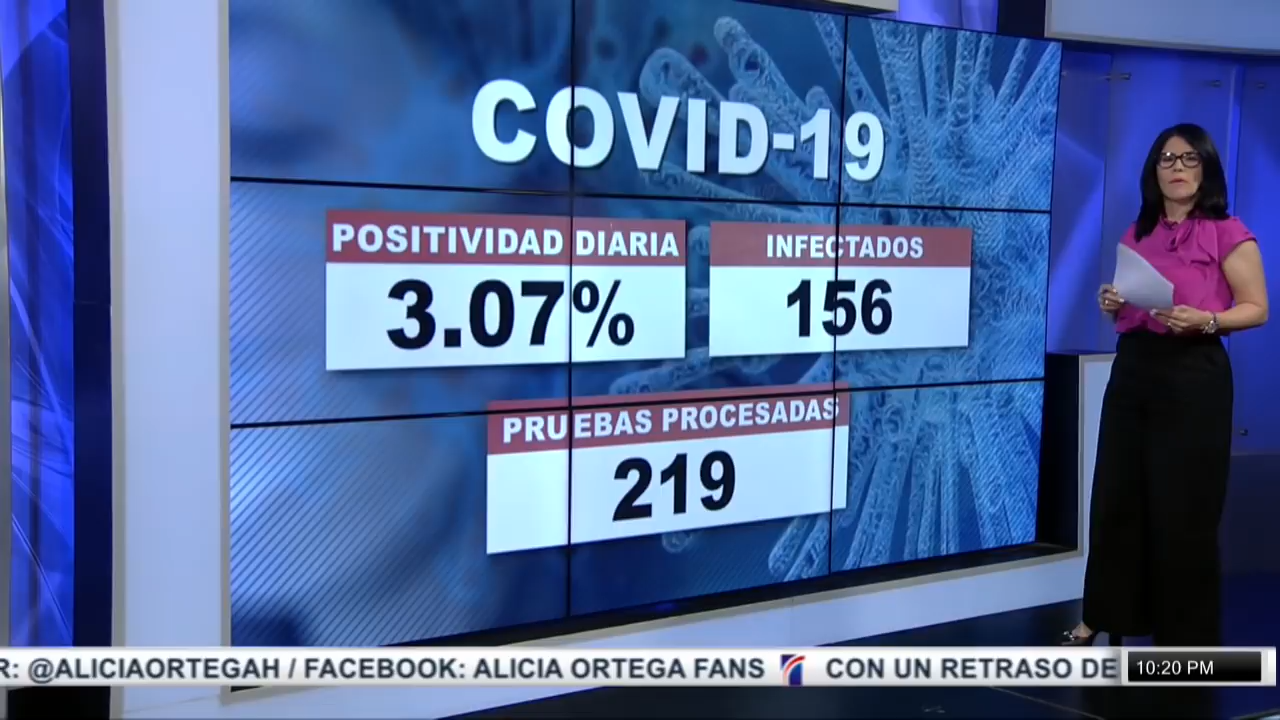 COVID-19
POSITIVIDAD DIARIA
3.07%
INFECTADOS
156
PRUEBAS PROCESADAS
219
R: @ALICIAORTEGAH / FACEBOOK: ALICIA ORTEGA FANS
CON UN RETRASO DE
10:20 PM